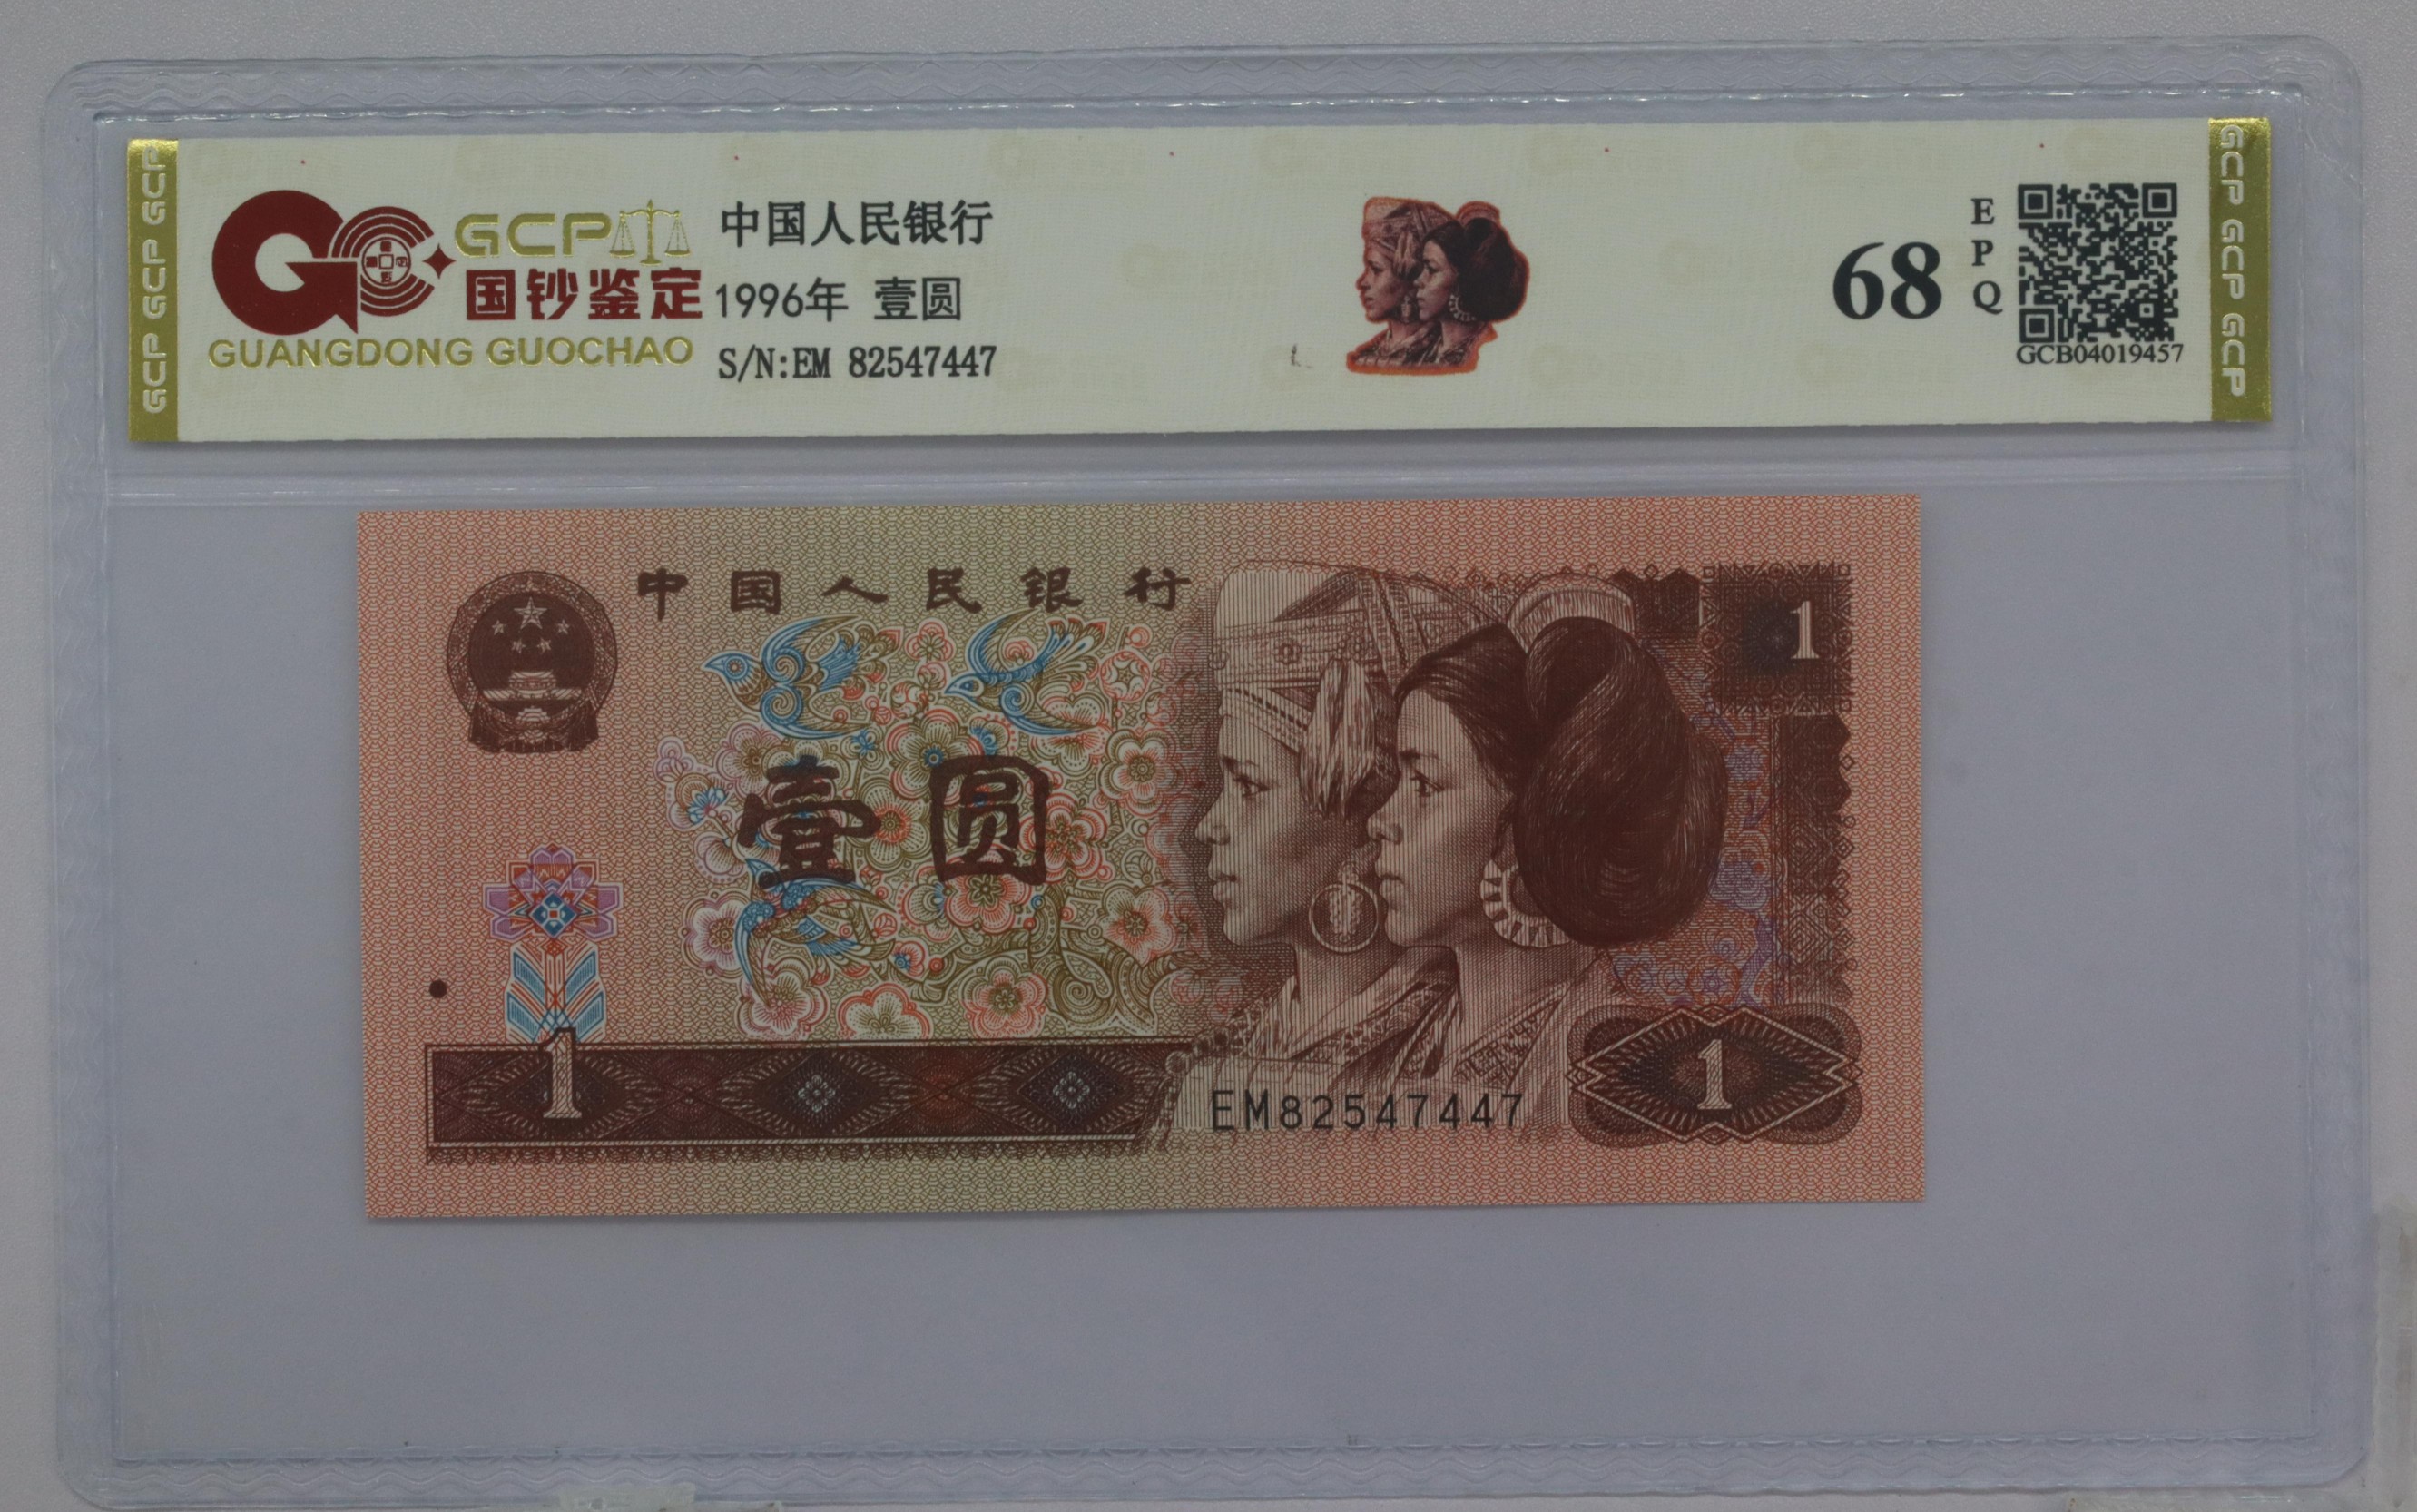 GCP GCP GCP
GCP
国钞鉴定
GUANGDONG GUOCHAO
中国人民银行
1996年 壹圆
S/N:EM 82547447
68
E
P
Q
GCB04019457
GCP GCP GCP
中国人民银行
1
壹圆
1
EM82547447
1